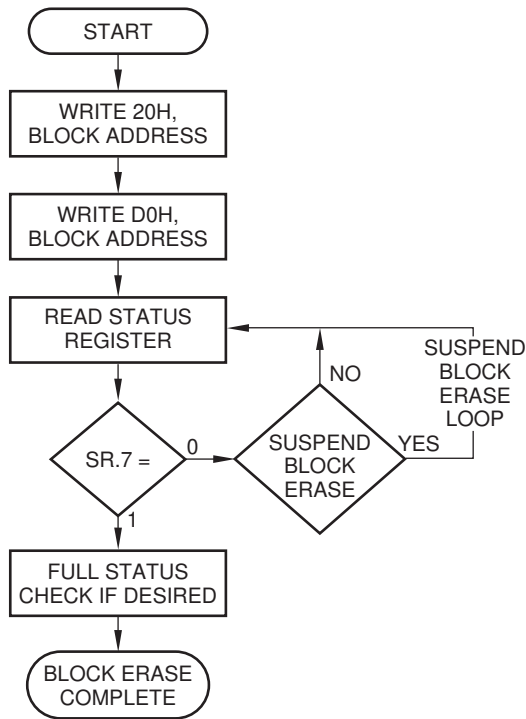 START
WRITE 20H,
BLOCK ADDRESS
WRITE D0H,
BLOCK ADDRESS
READ STATUS
REGISTER
SUSPEND
BLOCK
ERASE
LOOP
NO
SR.7 =
0
SUSPEND
BLOCK
ERASE
YES
1
FULL STATUS
CHECK IF DESIRED
BLOCK ERASE
COMPLETE